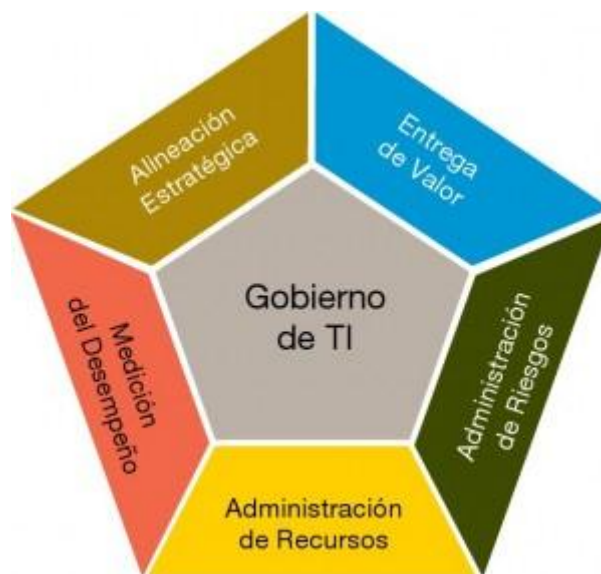 Alineación
Estratégica
Entrega
de Valor
Gobierno
de TI
Medición
del Desempeño
Administración
de Riesgos
Administración
de Recursos